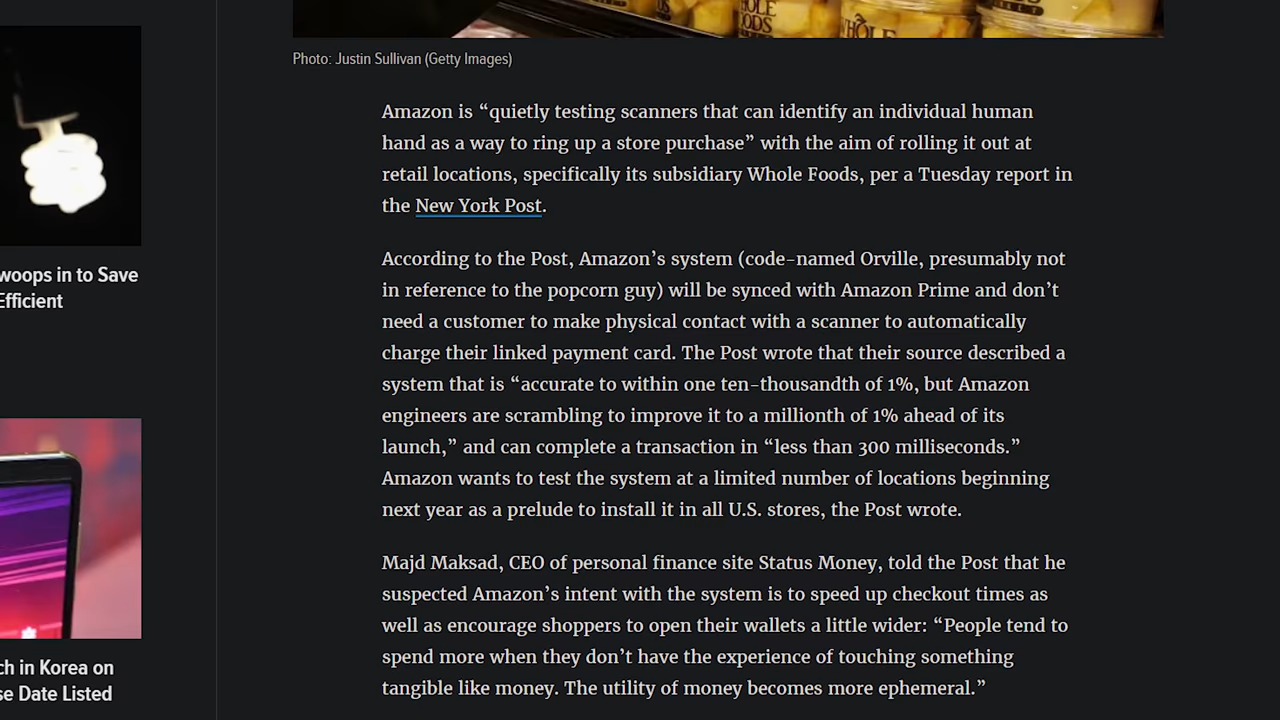 HOLE
OODS
WHOLE
Photo: Justin Sullivan (Getty Images)
Amazon is “quietly testing scanners that can identify an individual human
hand as a way to ring up a store purchase” with the aim of rolling it out at
retail locations, specifically its subsidiary Whole Foods, per a Tuesday report in
the New York Post.
woops in to Save
Efficient
According to the Post, Amazon’s system (code-named Orville, presumably not
in reference to the popcorn guy) will be synced with Amazon Prime and don’t
need a customer to make physical contact with a scanner to automatically
charge their linked payment card. The Post wrote that their source described a
system that is “accurate to within one ten-thousandth of 1%, but Amazon
engineers are scrambling to improve it to a millionth of 1% ahead of its
launch,” and can complete a transaction in “less than 300 milliseconds.”
Amazon wants to test the system at a limited number of locations beginning
next year as a prelude to install it in all U.S. stores, the Post wrote.
Majd Maksad, CEO of personal finance site Status Money, told the Post that he
suspected Amazon’s intent with the system is to speed up checkout times as
well as encourage shoppers to open their wallets a little wider: “People tend to
spend more when they don’t have the experience of touching something
tangible like money. The utility of money becomes more ephemeral.”
ch in Korea on
se Date Listed